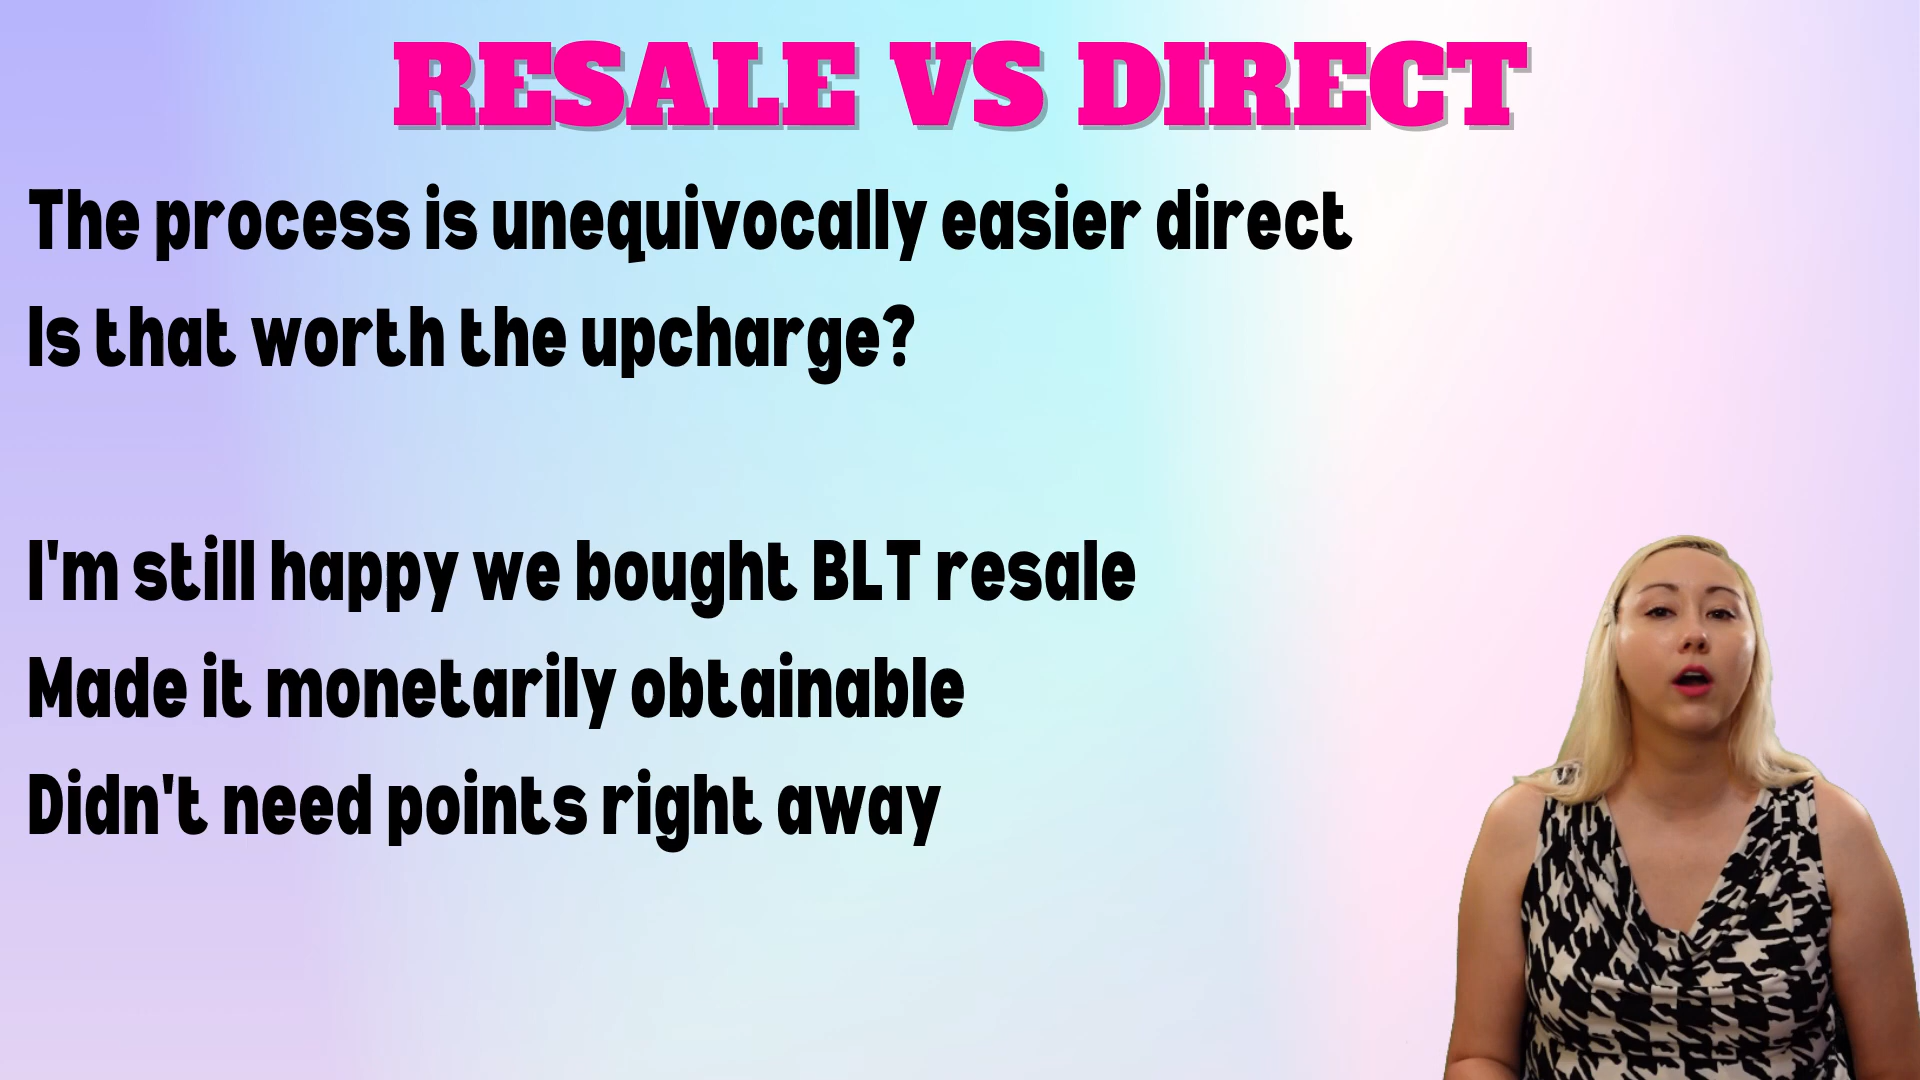 RESALE VS DIRECT
The process is unequivocally easier direct
Is that worth the upcharge?
I'm still happy we bought BLT resale
Made it monetarily obtainable
Didn't need points right away